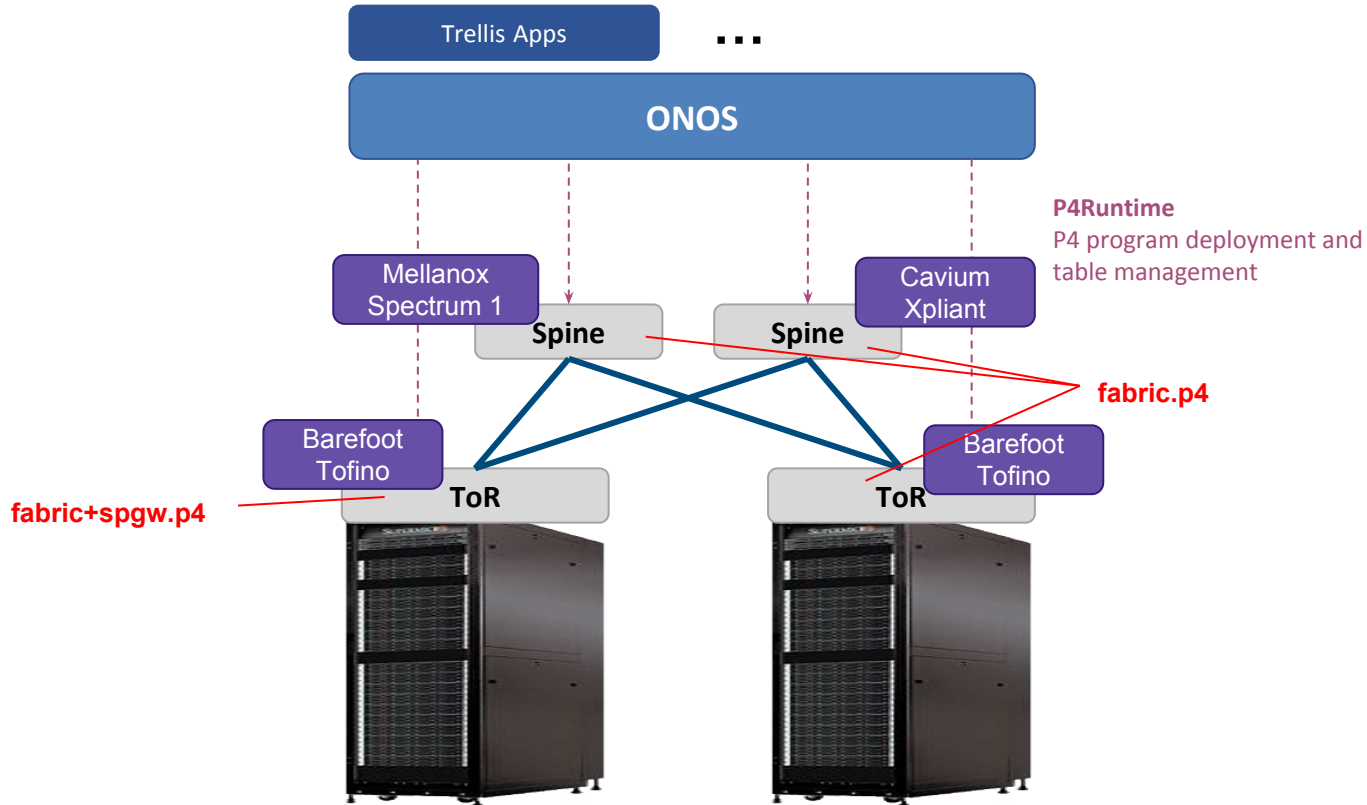 Trellis Apps
...
ONOS
P4Runtime
P4 program deployment and
table management
Mellanox
Spectrum 1
Cavium
Xpliant
Spine
Spine
fabric.p4
Barefoot
Tofino
Barefoot
Tofino
ToR
ToR
fabric+spgw.p4